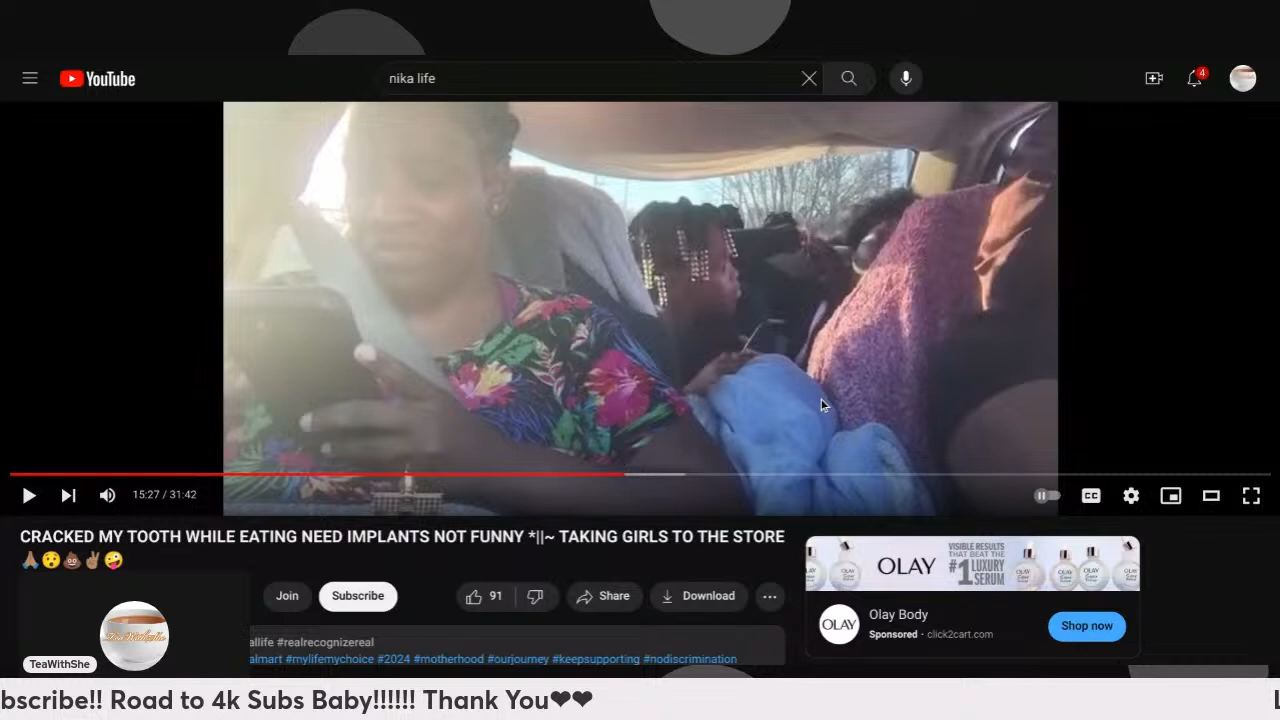 YouTube
nika life
4
15:27 / 31:42
CC
CRACKED MY TOOTH WHILE EATING NEED IMPLANTS NOT FUNNY *||~ TAKING GIRLS TO THE STORE
🙏🏽😯💩✌🏽🤪
Join
Subscribe
91
Share
Download
allife #realrecognizereal
almart #mylifemychoice #2024 #motherhood #ourjourney #keepsupporting #nodiscrimination
OLAY
VISIBLE RESULTS
THAT BEAT THE
#1 LUXURY
SERUM
OLAY
Olay Body
Sponsored · click2cart.com
Shop now
TeaWithShe
bscribe!! Road to 4k Subs Baby!!!!!! Thank You❤❤